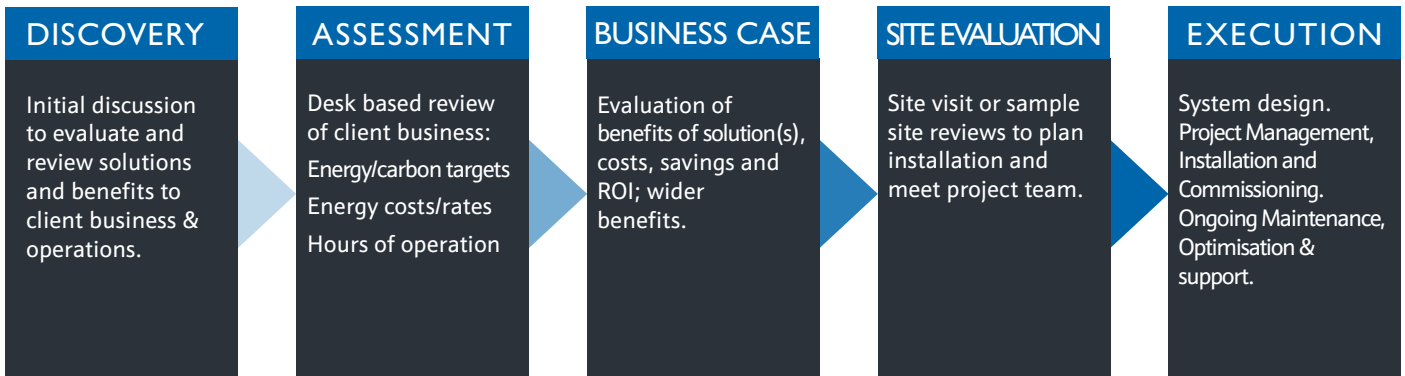 DISCOVERY
Initial discussion
to evaluate and
review solutions
and benefits to
client business &
operations.
ASSESSMENT
Desk based review
of client business:
Energy/carbon targets
Energy costs/rates
Hours of operation
BUSINESS CASE
Evaluation of
benefits of solution(s),
costs, savings and
ROI; wider
benefits.
SITE EVALUATION
Site visit or sample
site reviews to plan
installation and
meet project team.
EXECUTION
System design.
Project Management,
Installation and
Commissioning.
Ongoing Maintenance,
Optimisation &
support.